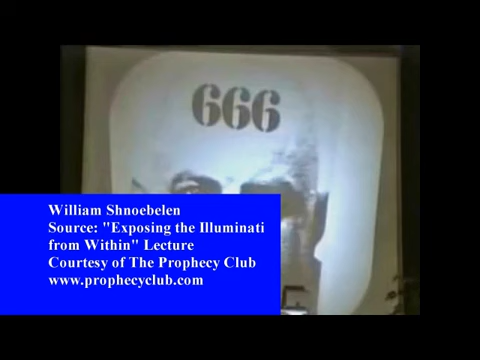 666
William Shnoebelen
Source: "Exposing the Illuminati
from Within" Lecture
Courtesy of The Prophecy Club
www.prophecyclub.com